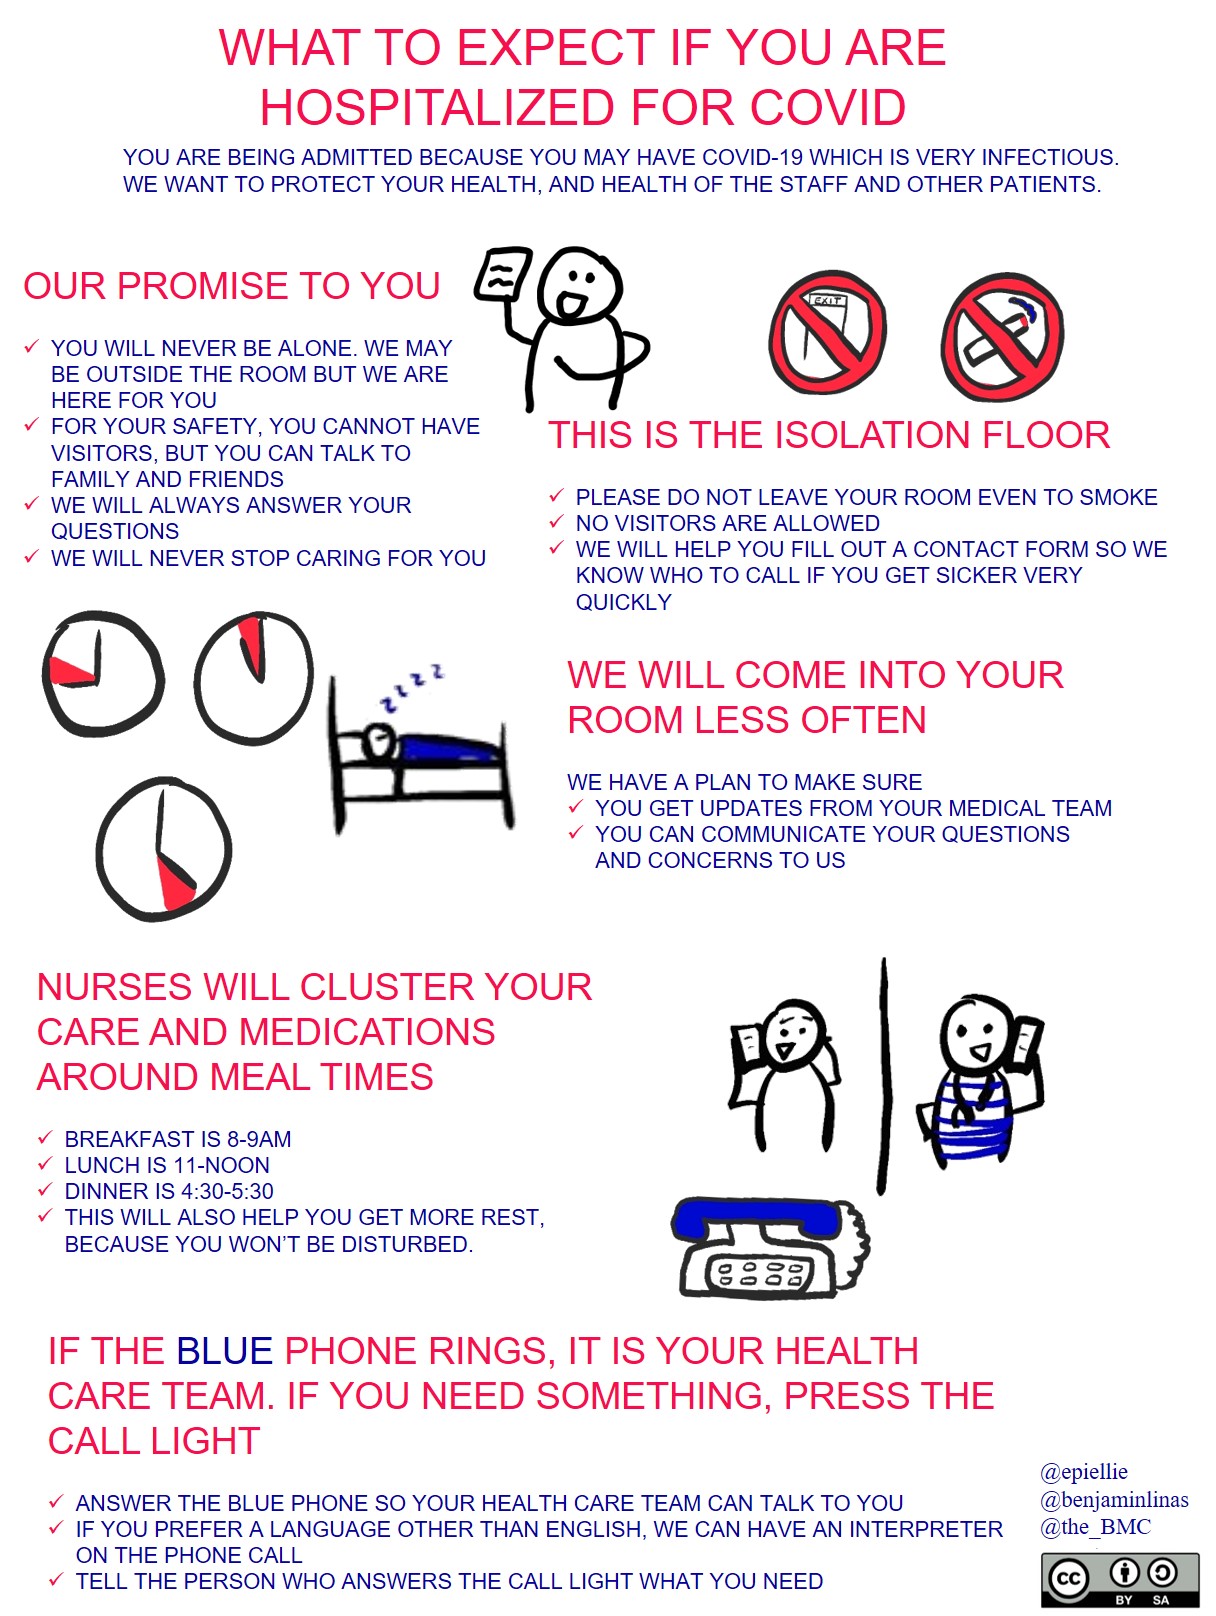 WHAT TO EXPECT IF YOU ARE
HOSPITALIZED FOR COVID
YOU ARE BEING ADMITTED BECAUSE YOU MAY HAVE COVID-19 WHICH IS VERY INFECTIOUS.
WE WANT TO PROTECT YOUR HEALTH, AND HEALTH OF THE STAFF AND OTHER PATIENTS.
OUR PROMISE TO YOU
✓ YOU WILL NEVER BE ALONE. WE MAY
BE OUTSIDE THE ROOM BUT WE ARE
HERE FOR YOU
✓ FOR YOUR SAFETY, YOU CANNOT HAVE
VISITORS, BUT YOU CAN TALK TO
FAMILY AND FRIENDS
✓ WE WILL ALWAYS ANSWER YOUR
QUESTIONS
✓ WE WILL NEVER STOP CARING FOR YOU
EXIT
THIS IS THE ISOLATION FLOOR
✓ PLEASE DO NOT LEAVE YOUR ROOM EVEN TO SMOKE
✓ NO VISITORS ARE ALLOWED
✓ WE WILL HELP YOU FILL OUT A CONTACT FORM SO WE
KNOW WHO TO CALL IF YOU GET SICKER VERY
QUICKLY
z z z z z
WE WILL COME INTO YOUR
ROOM LESS OFTEN
WE HAVE A PLAN TO MAKE SURE
✓ YOU GET UPDATES FROM YOUR MEDICAL TEAM
✓ YOU CAN COMMUNICATE YOUR QUESTIONS
AND CONCERNS TO US
NURSES WILL CLUSTER YOUR
CARE AND MEDICATIONS
AROUND MEAL TIMES
✓ BREAKFAST IS 8-9AM
✓ LUNCH IS 11-NOON
✓ DINNER IS 4:30-5:30
✓ THIS WILL ALSO HELP YOU GET MORE REST,
BECAUSE YOU WON'T BE DISTURBED.
IF THE BLUE PHONE RINGS, IT IS YOUR HEALTH
CARE TEAM. IF YOU NEED SOMETHING, PRESS THE
CALL LIGHT
✓ ANSWER THE BLUE PHONE SO YOUR HEALTH CARE TEAM CAN TALK TO YOU
✓ IF YOU PREFER A LANGUAGE OTHER THAN ENGLISH, WE CAN HAVE AN INTERPRETER
ON THE PHONE CALL
✓ TELL THE PERSON WHO ANSWERS THE CALL LIGHT WHAT YOU NEED
@epiellie
@benjaminlinas
@the_BMC
cc
BY SA